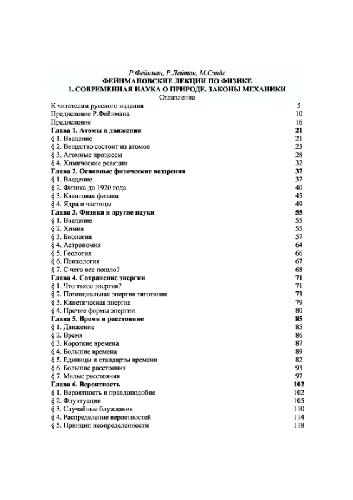 Р.Фейнман, Р.Лейтон, М.Сэндс
ФЕЙНМАНОВСКИЕ ЛЕКЦИИ ПО ФИЗИКЕ
1. СОВРЕМЕННАЯ НАУКА О ПРИРОДЕ. ЗАКОНЫ МЕХАНИКИ
Оглавление
К читателям русского издания 5
Предисловие Р.Фейнмана 10
Предисловие 16
Глава 1. Атомы в движении 21
§ 1. Введение 21
§ 2. Вещество состоит из атомов 23
§ 3. Атомные процессы 28
§ 4. Химические реакции 32
Глава 2. Основные физические воззрения 37
§ 1. Введение 37
§ 2. Физика до 1920 года 40
§ 3. Квантовая физика 45
§ 4. Ядра и частицы 49
Глава 3. Физика и другие науки 55
§ 1. Введение 55
§ 2. Химия 55
§ 3. Биология 57
§ 4. Астрономия 64
§ 5. Геология 66
§ 6. Психология 67
§ 7. С чего все пошло? 68
Глава 4. Сохранение энергии 71
§ 1. Что такое энергия? 71
§ 2. Потенциальная энергия тяготения 73
§ 3. Кинетическая энергия 79
§ 4. Прочие формы энергии 80
Глава 5. Время и расстояние 85
§ 1. Движение 85
§ 2. Время 86
§ 3. Короткие времена 87
§ 4. Большие времена 89
§ 5. Единицы и стандарты времени 82
§ 6. Большие расстояния 93
§ 7. Малые расстояния 97
Глава 6. Вероятность 102
§ 1. Вероятность и правдоподобие 102
§ 2. Флуктуации 105
§ 3. Случайные блуждания 110
§ 4. Распределение вероятностей 114
§ 5. Принцип неопределенности 118